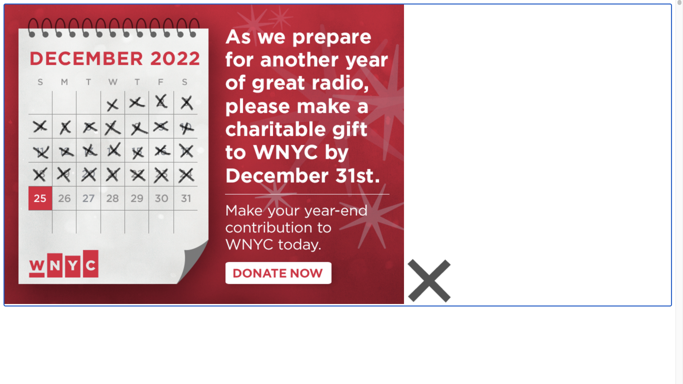 DECEMBER 2022
S M T W T F S
25 26 27 28 29 30 31
WNYC
As we prepare
for another year
of great radio,
please make a
charitable gift
to WNYC by
December 31st.
Make your year-end
contribution to
WNYC today.
DONATE NOW